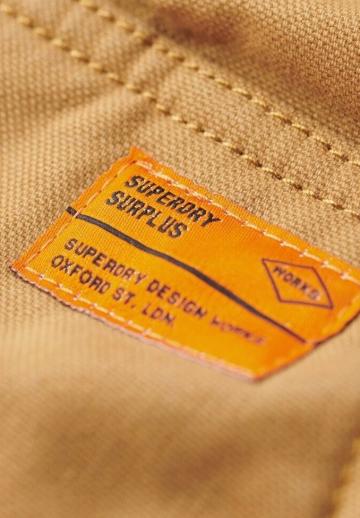 SUPERDRY
SURPLUS
SUPERDRY DESIGN WORKS
OXFORD ST, LDN.
WORKS